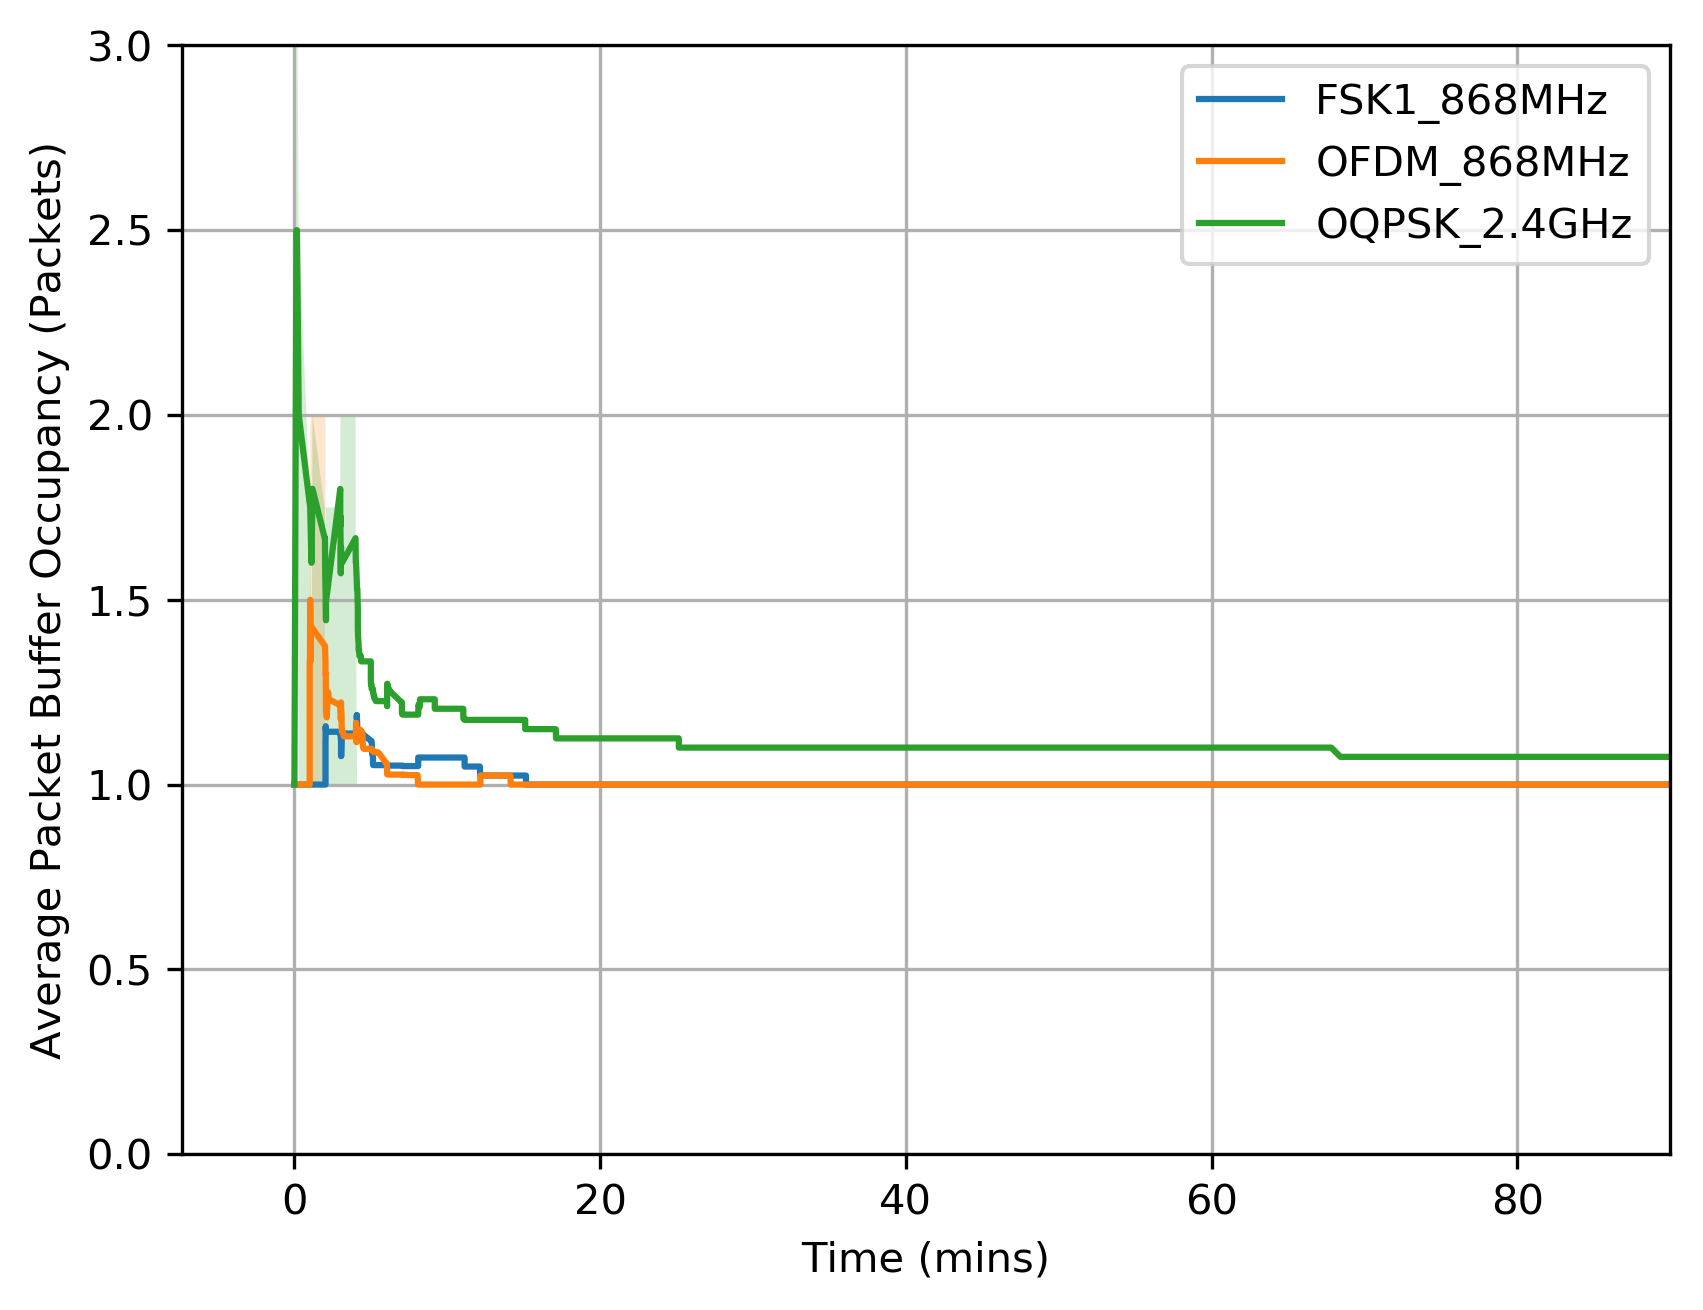 3.0
2.5
2.0
1.5
1.0
0.5
0.0
Average Packet Buffer Occupancy (Packets)
FSK1_868MHz
OFDM_868MHz
OQPSK_2.4GHz
0 20 40 60 80
Time (mins)